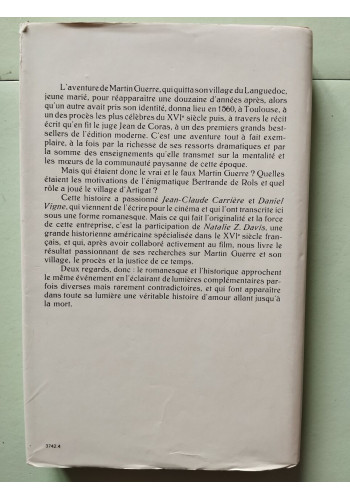 L'aventure de Martin Guerre, qui quitta son village du Languedoc,
jeune marié, pour réapparaître une douzaine d'années après, alors
qu'un autre avait pris son identité, donna lieu en 1560, à Toulouse, à
un des procès les plus célèbres du XVIe siècle puis, à travers le récit
écrit qu'en fit le juge Jean de Coras, à un des premiers grands best-
sellers de l'édition moderne. C'est une aventure tout à fait exem-
plaire, à la fois par la richesse de ses ressorts dramatiques et par
la somme des enseignements qu'elle transmet sur la mentalité et
les mœurs de la communauté paysanne de cette époque.
Mais qui étaient donc le vrai et le faux Martin Guerre ? Quelles
étaient les motivations de l'énigmatique Bertrande de Rols et quel
rôle a joué le village d'Artigat ?
Cette histoire a passionné Jean-Claude Carrière et Daniel
Vigne, qui viennent de l'écrire pour le cinéma et qui l'ont transcrite ici
sous une forme romanesque. Mais ce qui fait l'originalité et la force
de cette entreprise, c'est la participation de Natalie Z. Davis, une
grande historienne américaine spécialisée dans le XVIe siècle fran-
çais, et qui, après avoir collaboré activement au film, nous livre le
résultat passionnant de ses recherches sur Martin Guerre et son
village, le procès et la justice de ce temps.
Deux regards, donc : le romanesque et l'historique approchent
le même événement en l'éclairant de lumières complémentaires par-
fois diverses mais rarement contradictoires, et qui font apparaître
dans toute sa lumière une véritable histoire d'amour allant jusqu'à
la mort.
5742.4